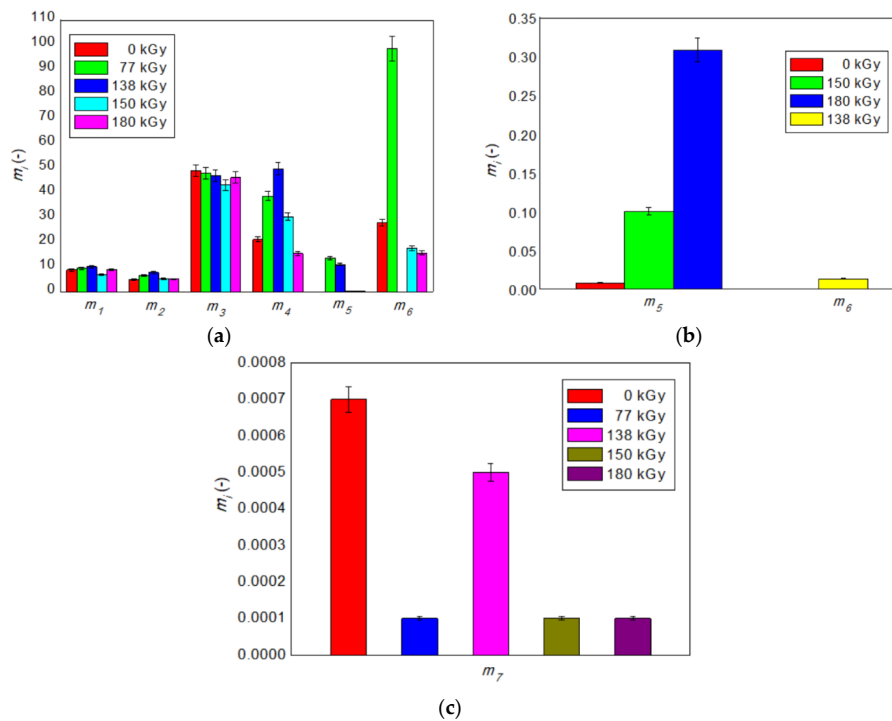 110
100
90
80
70
60
50
40
30
20
10
0
m_i (-)
0 kGy
77 kGy
138 kGy
150 kGy
180 kGy
m_1 m_2 m_3 m_4 m_5 m_6
(a)
0.35
0.30
0.25
0.20
0.15
0.10
0.05
0.00
m_i (-)
0 kGy
150 kGy
180 kGy
138 kGy
m_5 m_6
(b)
0.0008
0.0007
0.0006
0.0005
0.0004
0.0003
0.0002
0.0001
0.0000
m_i (-)
0 kGy
77 kGy
138 kGy
150 kGy
180 kGy
m_7
(c)